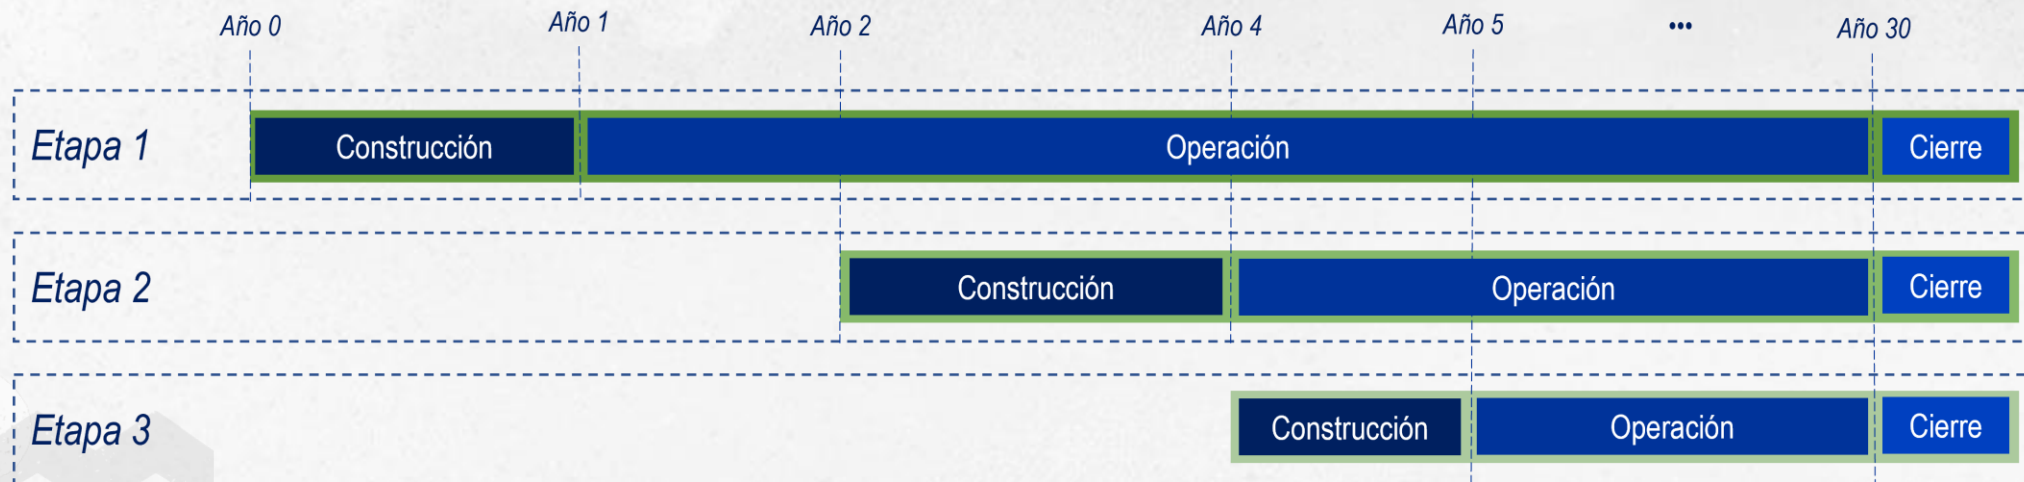 Año 0 Año 1 Año 2 Año 4 Año 5 ••• Año 30
Etapa 1 Construcción Operación Cierre
Etapa 2 Construcción Operación Cierre
Etapa 3 Construcción Operación Cierre